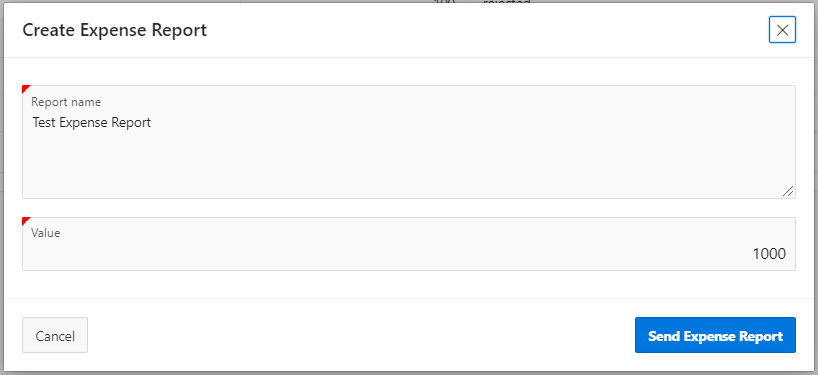 Create Expense Report
Report name
Test Expense Report
Value
1000
Cancel
Send Expense Report